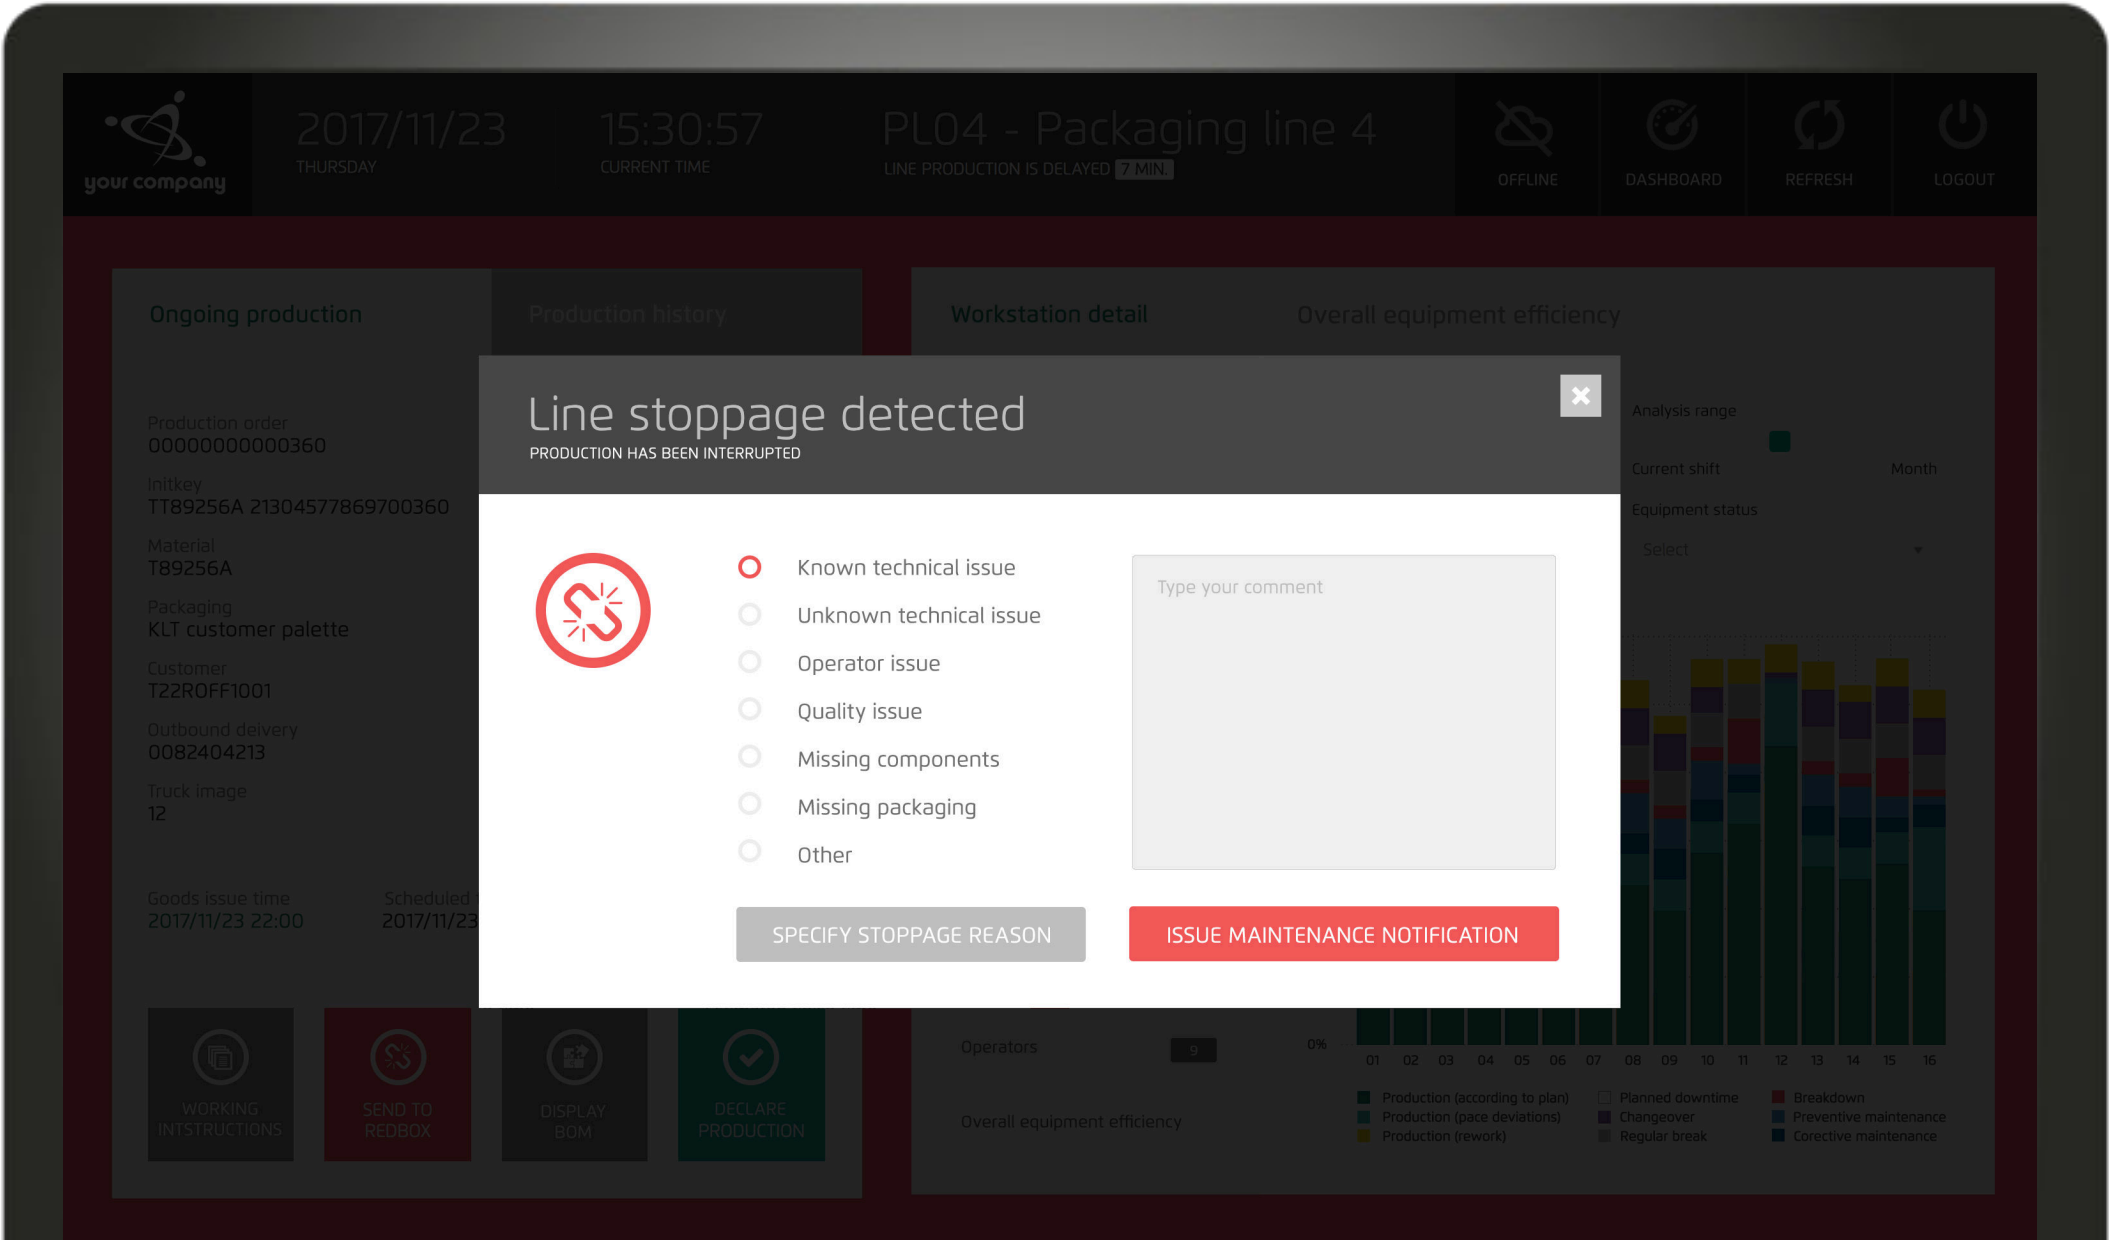 your company
2017/11/23
THURSDAY
15:30:57
CURRENT TIME
PL04 - Packaging line 4
LINE PRODUCTION IS DELAYED 7 MIN.
OFFLINE
DASHBOARD
REFRESH
LOGOUT
Ongoing production
Production history
Workstation detail
Overall equipment efficiency
Production order
00000000000360
Initkey
TT89256A 21304577869700360
Material
T89256A
Packaging
KLT customer palette
Customer
T22ROFF1001
Outbound deivery
0082404213
Truck image
12
Goods issue time
2017/11/23 22:00
Scheduled
2017/11/23
WORKING
INTSTRUCTIONS
SEND TO
REDBOX
DISPLAY
BOM
DECLARE
PRODUCTION
Line stoppage detected
PRODUCTION HAS BEEN INTERRUPTED
Known technical issue
Unknown technical issue
Operator issue
Quality issue
Missing components
Missing packaging
Other
Type your comment
SPECIFY STOPPAGE REASON
ISSUE MAINTENANCE NOTIFICATION
Analysis range
Current shift
Month
Equipment status
Select
Operators
9
Overall equipment efficiency
0%
01 02 03 04 05 06 07 08 09 10 11 12 13 14 15 16
Production (according to plan)
Production (pace deviations)
Production (rework)
Planned downtime
Changeover
Regular break
Breakdown
Preventive maintenance
Corective maintenance